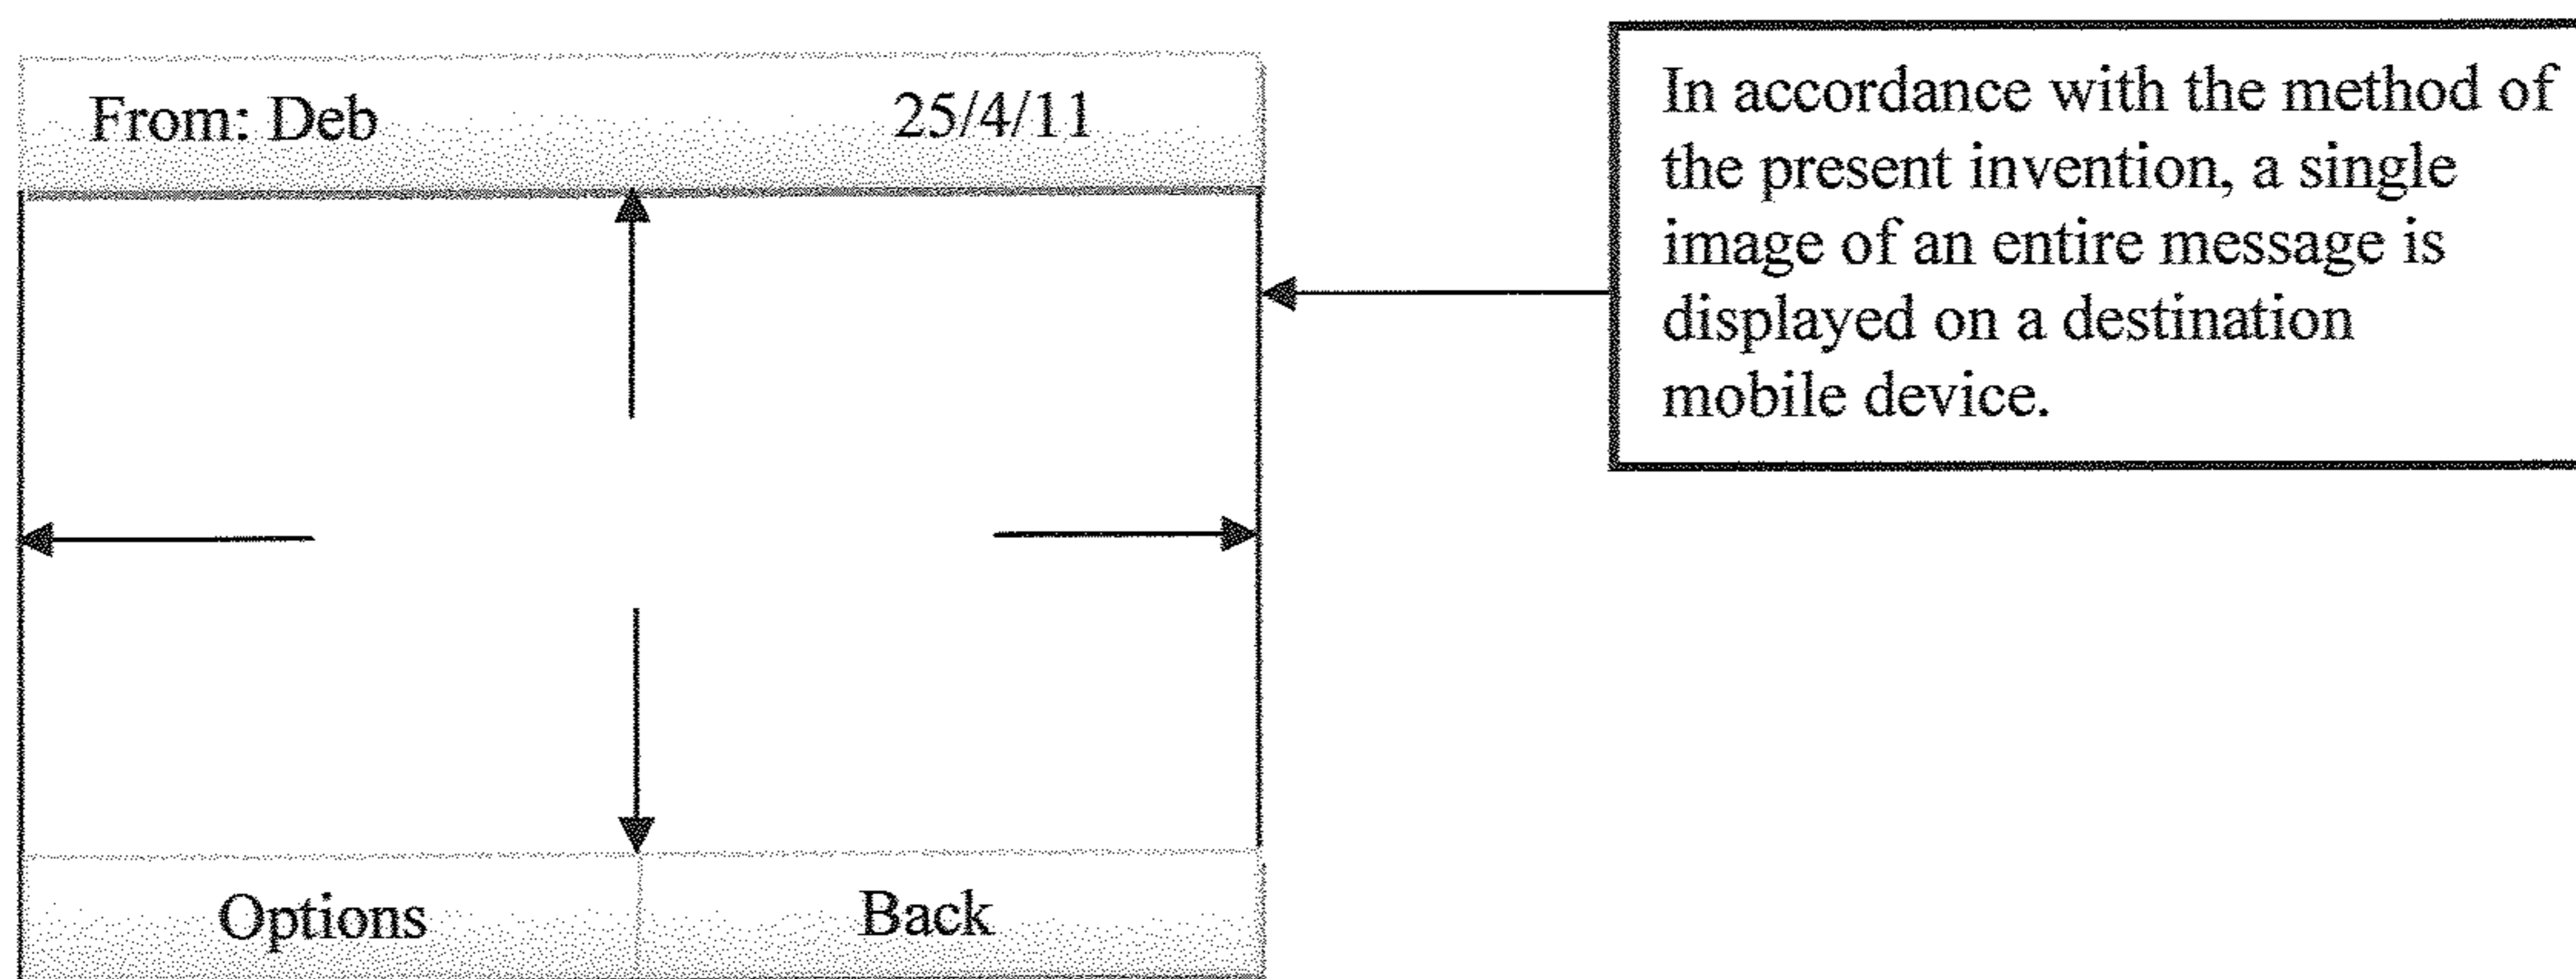 From: Deb 25/4/11
In accordance with the method of
the present invention, a single
image of an entire message is
displayed on a destination
mobile device.
Options Back